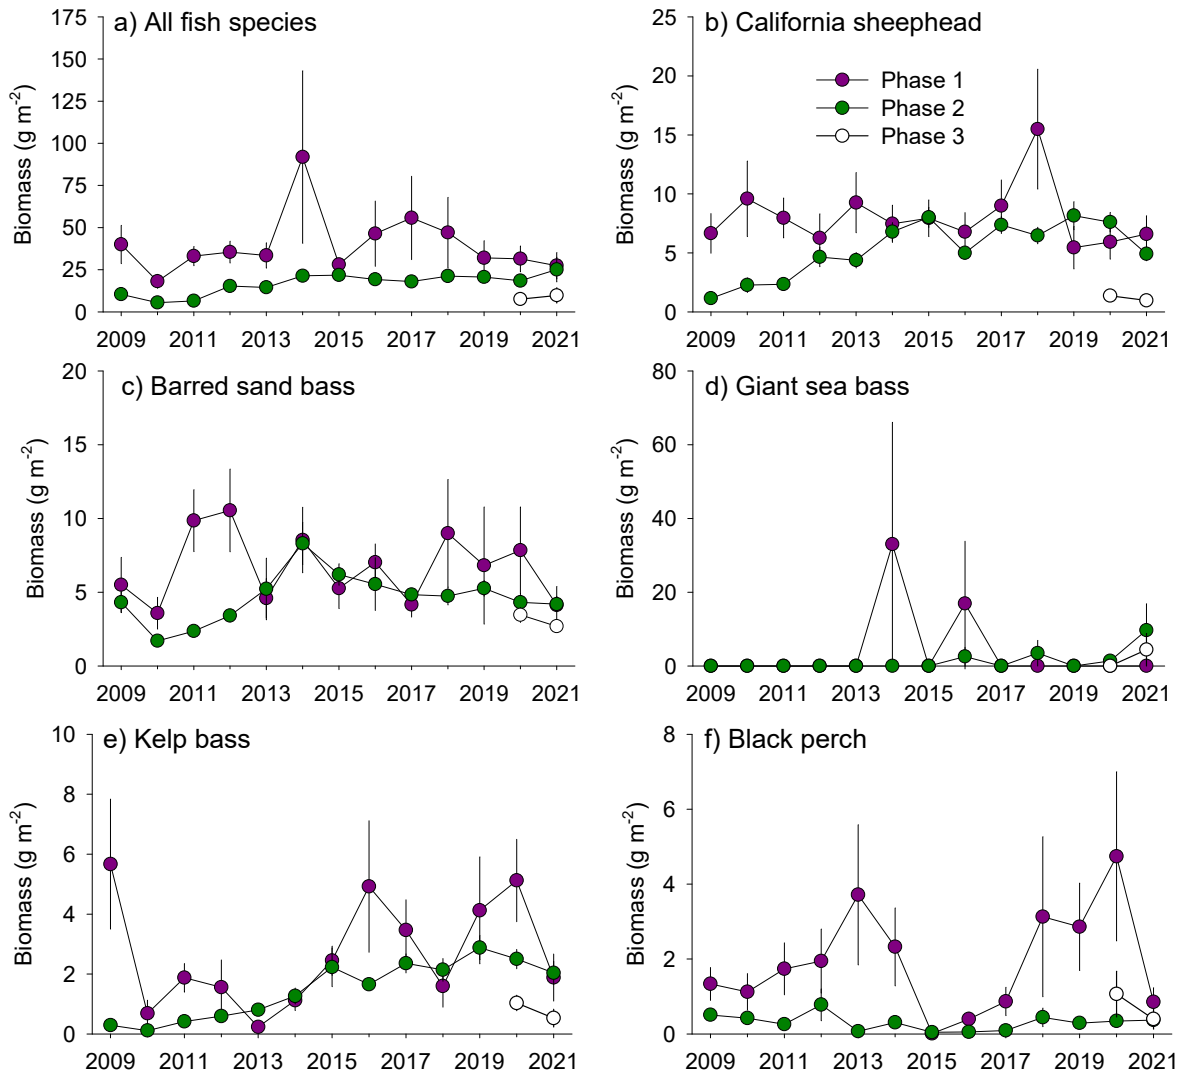 a) All fish species
Biomass (g m-2)
175
150
125
100
75
50
25
0
2009 2011 2013 2015 2017 2019 2021
b) California sheephead
Biomass (g m-2)
25
20
15
10
5
0
Phase 1
Phase 2
Phase 3
2009 2011 2013 2015 2017 2019 2021
c) Barred sand bass
Biomass (g m-2)
20
15
10
5
0
2009 2011 2013 2015 2017 2019 2021
d) Giant sea bass
Biomass (g m-2)
80
60
40
20
0
2009 2011 2013 2015 2017 2019 2021
e) Kelp bass
Biomass (g m-2)
10
8
6
4
2
0
2009 2011 2013 2015 2017 2019 2021
f) Black perch
Biomass (g m-2)
8
6
4
2
0
2009 2011 2013 2015 2017 2019 2021